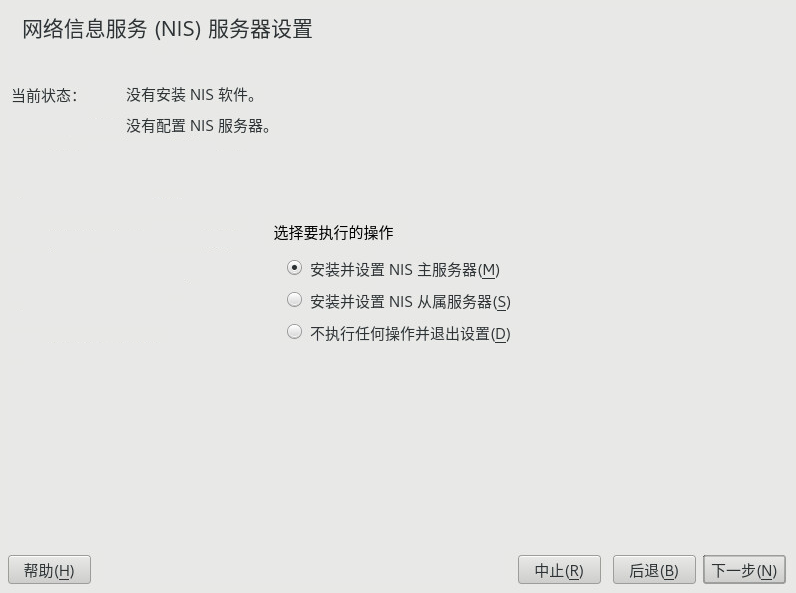 网络信息服务 (NIS) 服务器设置
当前状态： 没有安装 NIS 软件。
没有配置 NIS 服务器。
选择要执行的操作
安装并设置 NIS 主服务器(M)
安装并设置 NIS 从属服务器(S)
不执行任何操作并退出设置(D)
帮助(H) 中止(R) 后退(B) 下一步(N)